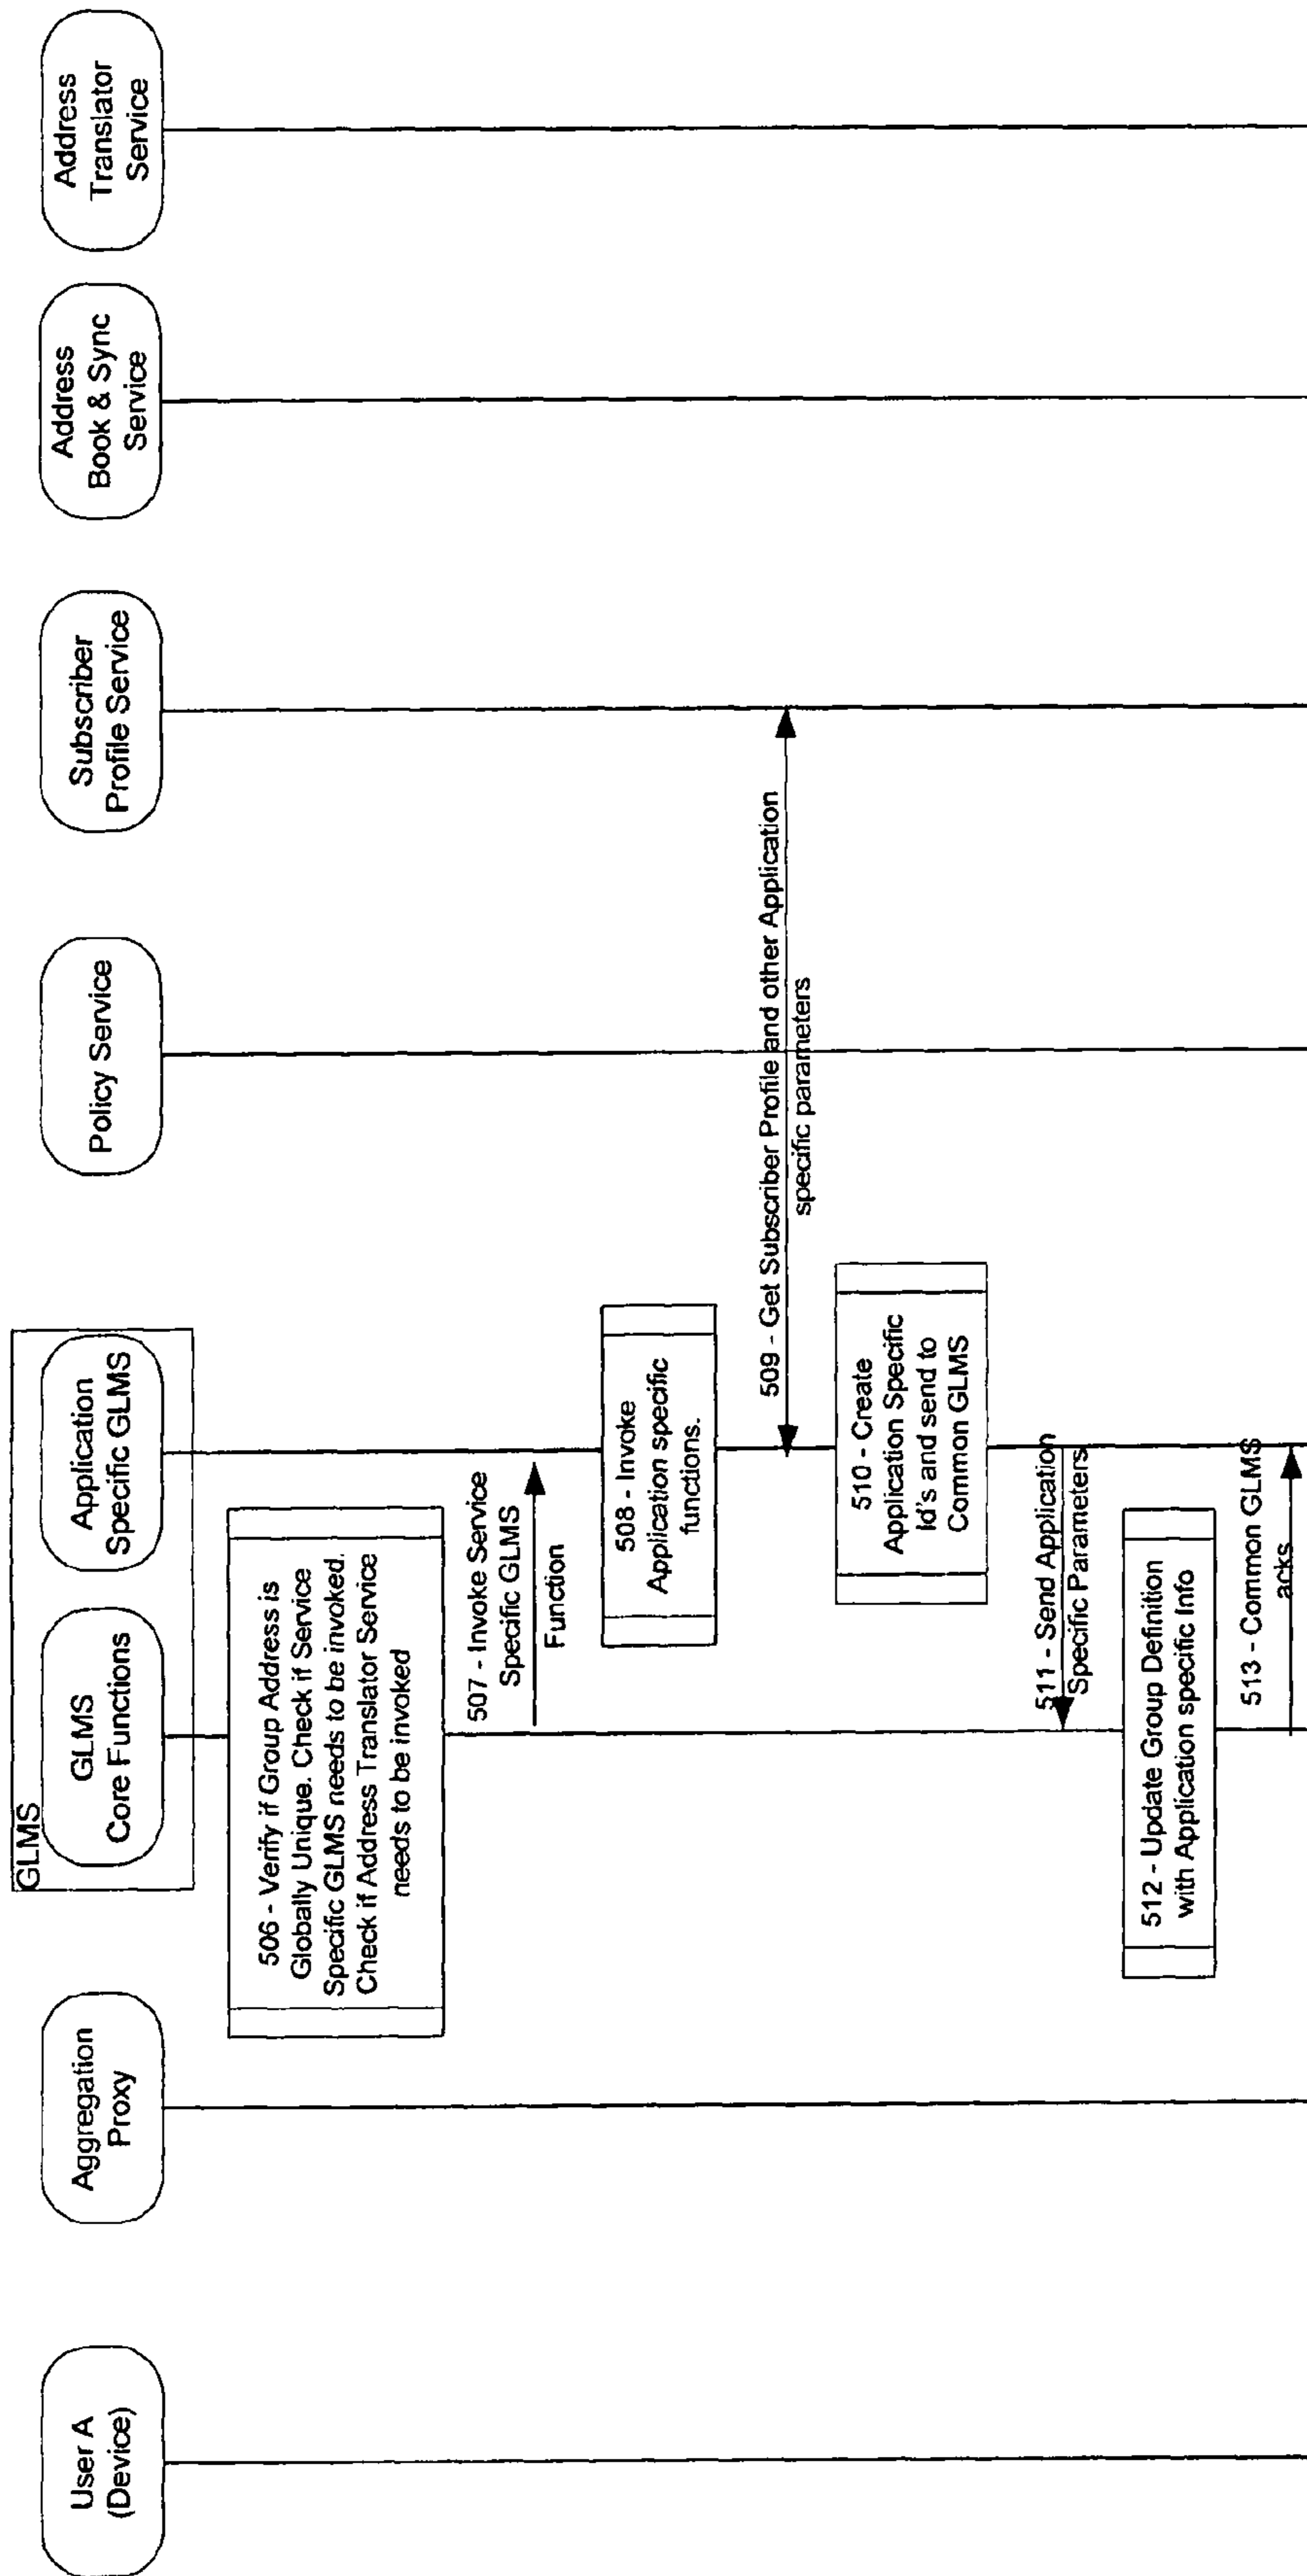 User A
(Device)
Aggregation
Proxy
GLMS
GLMS
Core Functions
Application
Specific GLMS
Policy Service
Subscriber
Profile Service
Address
Book & Sync
Service
Address
Translator
Service
506 - Verify if Group Address is
Globally Unique. Check if Service
Specific GLMS needs to be invoked.
Check if Address Translator Service
needs to be invoked
507 - Invoke Service
Specific GLMS
Function
508 - Invoke
Application specific
functions.
509 - Get Subscriber Profile and other Application
specific parameters
510 - Create
Application Specific
Id's and send to
Common GLMS
511 - Send Application
Specific Parameters
512 - Update Group Definition
with Application specific Info
513 - Common GLMS
acks